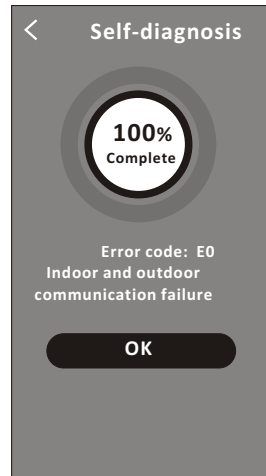 Self-diagnosis
100%
Complete
Error code: E0
Indoor and outdoor
communication failure
OK